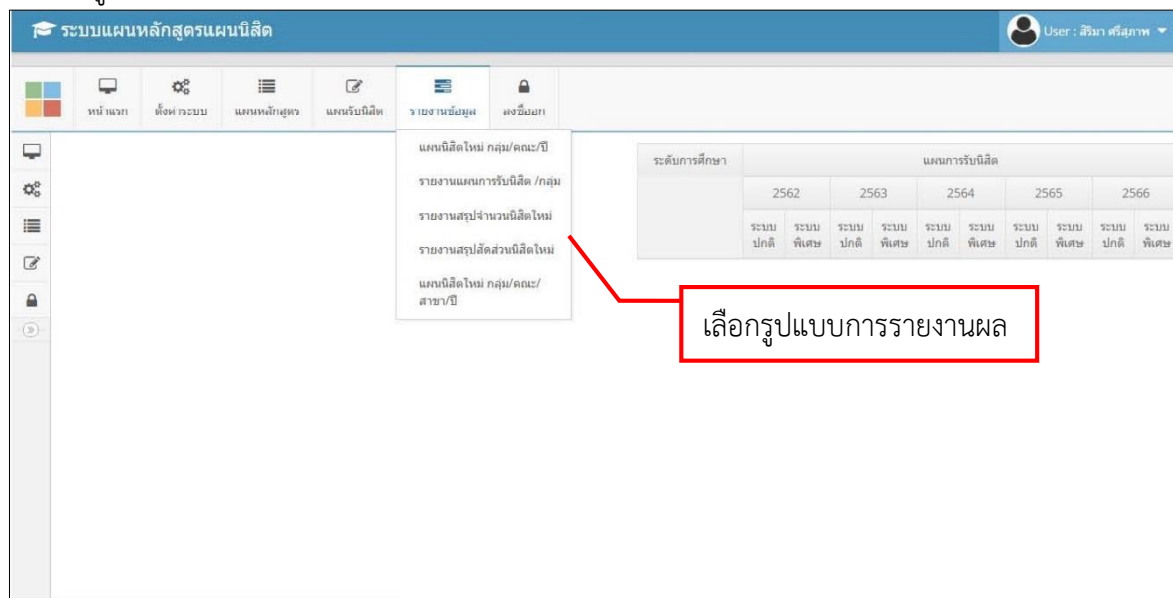 ระบบแผนหลักสูตรแผนนิสิต
User : สิริมา ศรีสุภาพ
หน้าแรก ตั้งค่าระบบ แผนหลักสูตร แผนรับนิสิต รายงานข้อมูล ลงชื่อออก
แผนนิสิตใหม่ กลุ่ม/คณะ/ปี
รายงานแผนการรับนิสิต /กลุ่ม
รายงานสรุปจำนวนนิสิตใหม่
รายงานสรุปสัดส่วนนิสิตใหม่
แผนนิสิตใหม่ กลุ่ม/คณะ/
สาขา/ปี
ระดับการศึกษา แผนการรับนิสิต
2562 2563 2564 2565 2566
ระบบ ระบบ ระบบ ระบบ ระบบ ระบบ ระบบ ระบบ ระบบ ระบบ
ปกติ พิเศษ ปกติ พิเศษ ปกติ พิเศษ ปกติ พิเศษ ปกติ พิเศษ
เลือกรูปแบบการรายงานผล